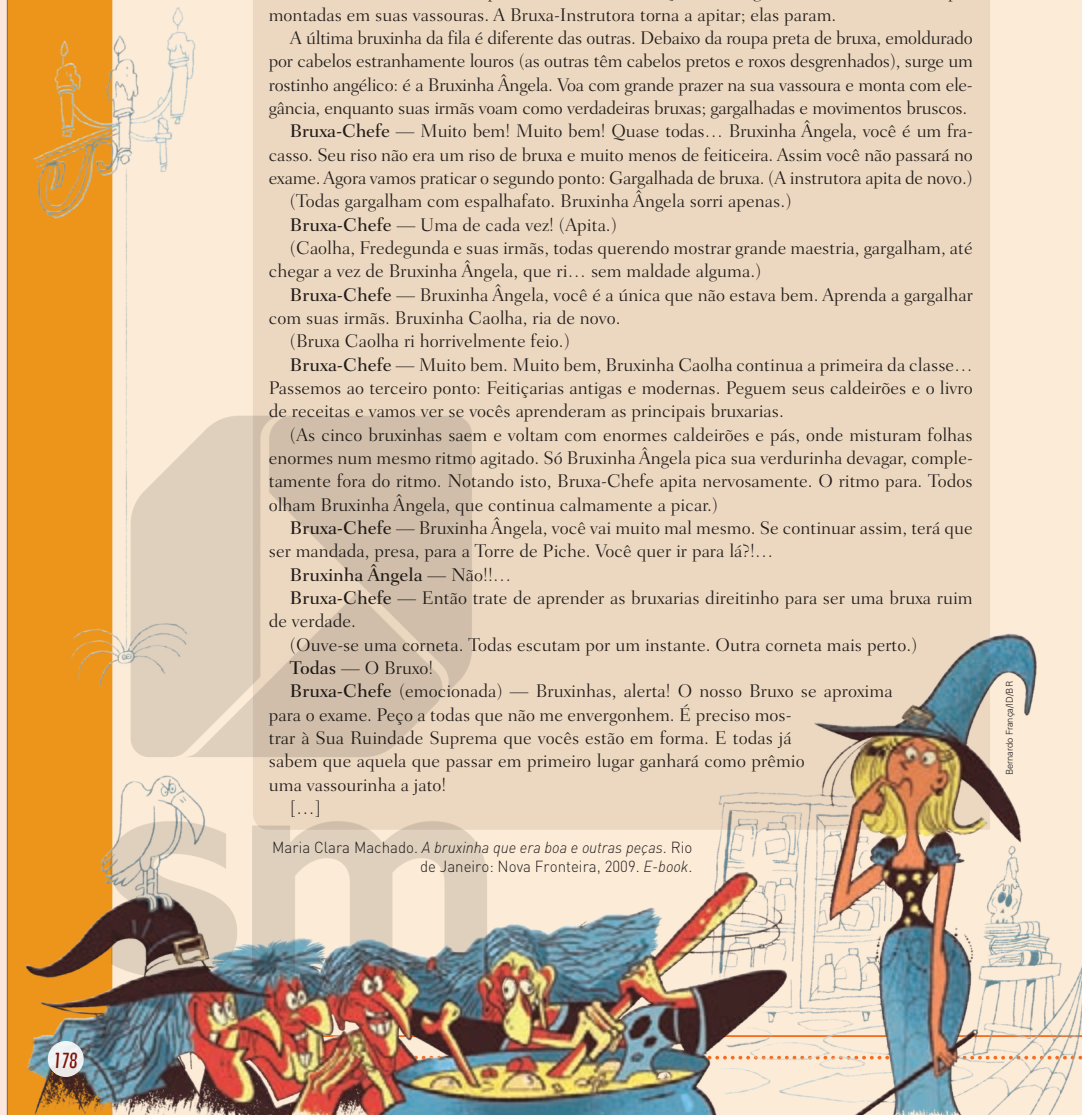 montadas em suas vassouras. A Bruxa-Instrutora torna a apitar; elas param.
A última bruxinha da fila é diferente das outras. Debaixo da roupa preta de bruxa, emoldurado
por cabelos estranhamente louros (as outras têm cabelos pretos e roxos desgrenhados), surge um
rostinho angélico: é a Bruxinha Ângela. Voa com grande prazer na sua vassoura e monta com ele-
gância, enquanto suas irmãs voam como verdadeiras bruxas; gargalhadas e movimentos bruscos.
Bruxa-Chefe — Muito bem! Muito bem! Quase todas… Bruxinha Ângela, você é um fra-
casso. Seu riso não era um riso de bruxa e muito menos de feiticeira. Assim você não passará no
exame. Agora vamos praticar o segundo ponto: Gargalhada de bruxa. (A instrutora apita de novo.)
(Todas gargalham com espalhafato. Bruxinha Ângela sorri apenas.)
Bruxa-Chefe — Uma de cada vez! (Apita.)
(Caolha, Fredegunda e suas irmãs, todas querendo mostrar grande maestria, gargalham, até
chegar a vez de Bruxinha Ângela, que ri… sem maldade alguma.)
Bruxa-Chefe — Bruxinha Ângela, você é a única que não estava bem. Aprenda a gargalhar
com suas irmãs. Bruxinha Caolha, ria de novo.
(Bruxa Caolha ri horrivelmente feio.)
Bruxa-Chefe — Muito bem. Muito bem, Bruxinha Caolha continua a primeira da classe…
Passemos ao terceiro ponto: Feitiçarias antigas e modernas. Peguem seus caldeirões e o livro
de receitas e vamos ver se vocês aprenderam as principais bruxarias.
(As cinco bruxinhas saem e voltam com enormes caldeirões e pás, onde misturam folhas
enormes num mesmo ritmo agitado. Só Bruxinha Ângela pica sua verdurinha devagar, comple-
tamente fora do ritmo. Notando isto, Bruxa-Chefe apita nervosamente. O ritmo para. Todos
olham Bruxinha Ângela, que continua calmamente a picar.)
Bruxa-Chefe — Bruxinha Ângela, você vai muito mal mesmo. Se continuar assim, terá que
ser mandada, presa, para a Torre de Piche. Você quer ir para lá?!…
Bruxinha Ângela — Não!!…
Bruxa-Chefe — Então trate de aprender as bruxarias direitinho para ser uma bruxa ruim
de verdade.
(Ouve-se uma corneta. Todas escutam por um instante. Outra corneta mais perto.)
Todas — O Bruxo!
Bruxa-Chefe (emocionada) — Bruxinhas, alerta! O nosso Bruxo se aproxima
para o exame. Peço a todas que não me envergonhem. É preciso mos-
trar à Sua Ruindade Suprema que vocês estão em forma. E todas já
sabem que aquela que passar em primeiro lugar ganhará como prêmio
uma vassourinha a jato!
[…]
Maria Clara Machado. A bruxinha que era boa e outras peças. Rio
de Janeiro: Nova Fronteira, 2009. E-book.
Bernardo França/ID/BR
sm
178